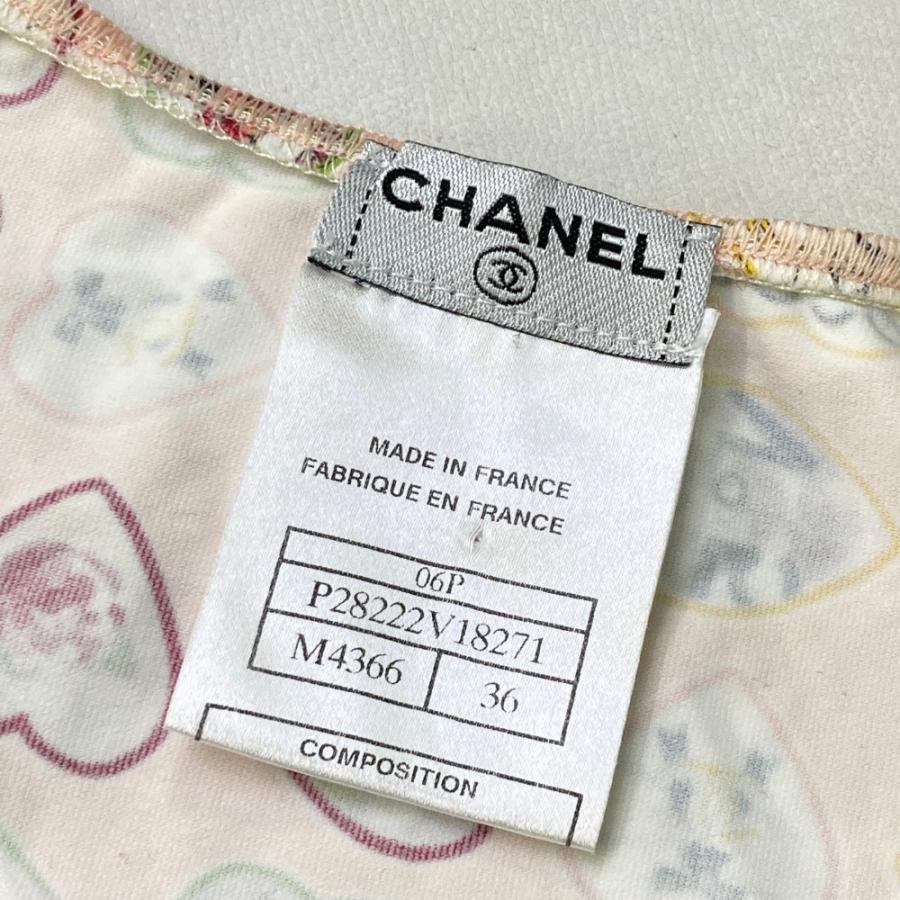 CHANEL
MADE IN FRANCE
FABRIQUE EN FRANCE
06P
P28222V18271
M4366 36
COMPOSITION